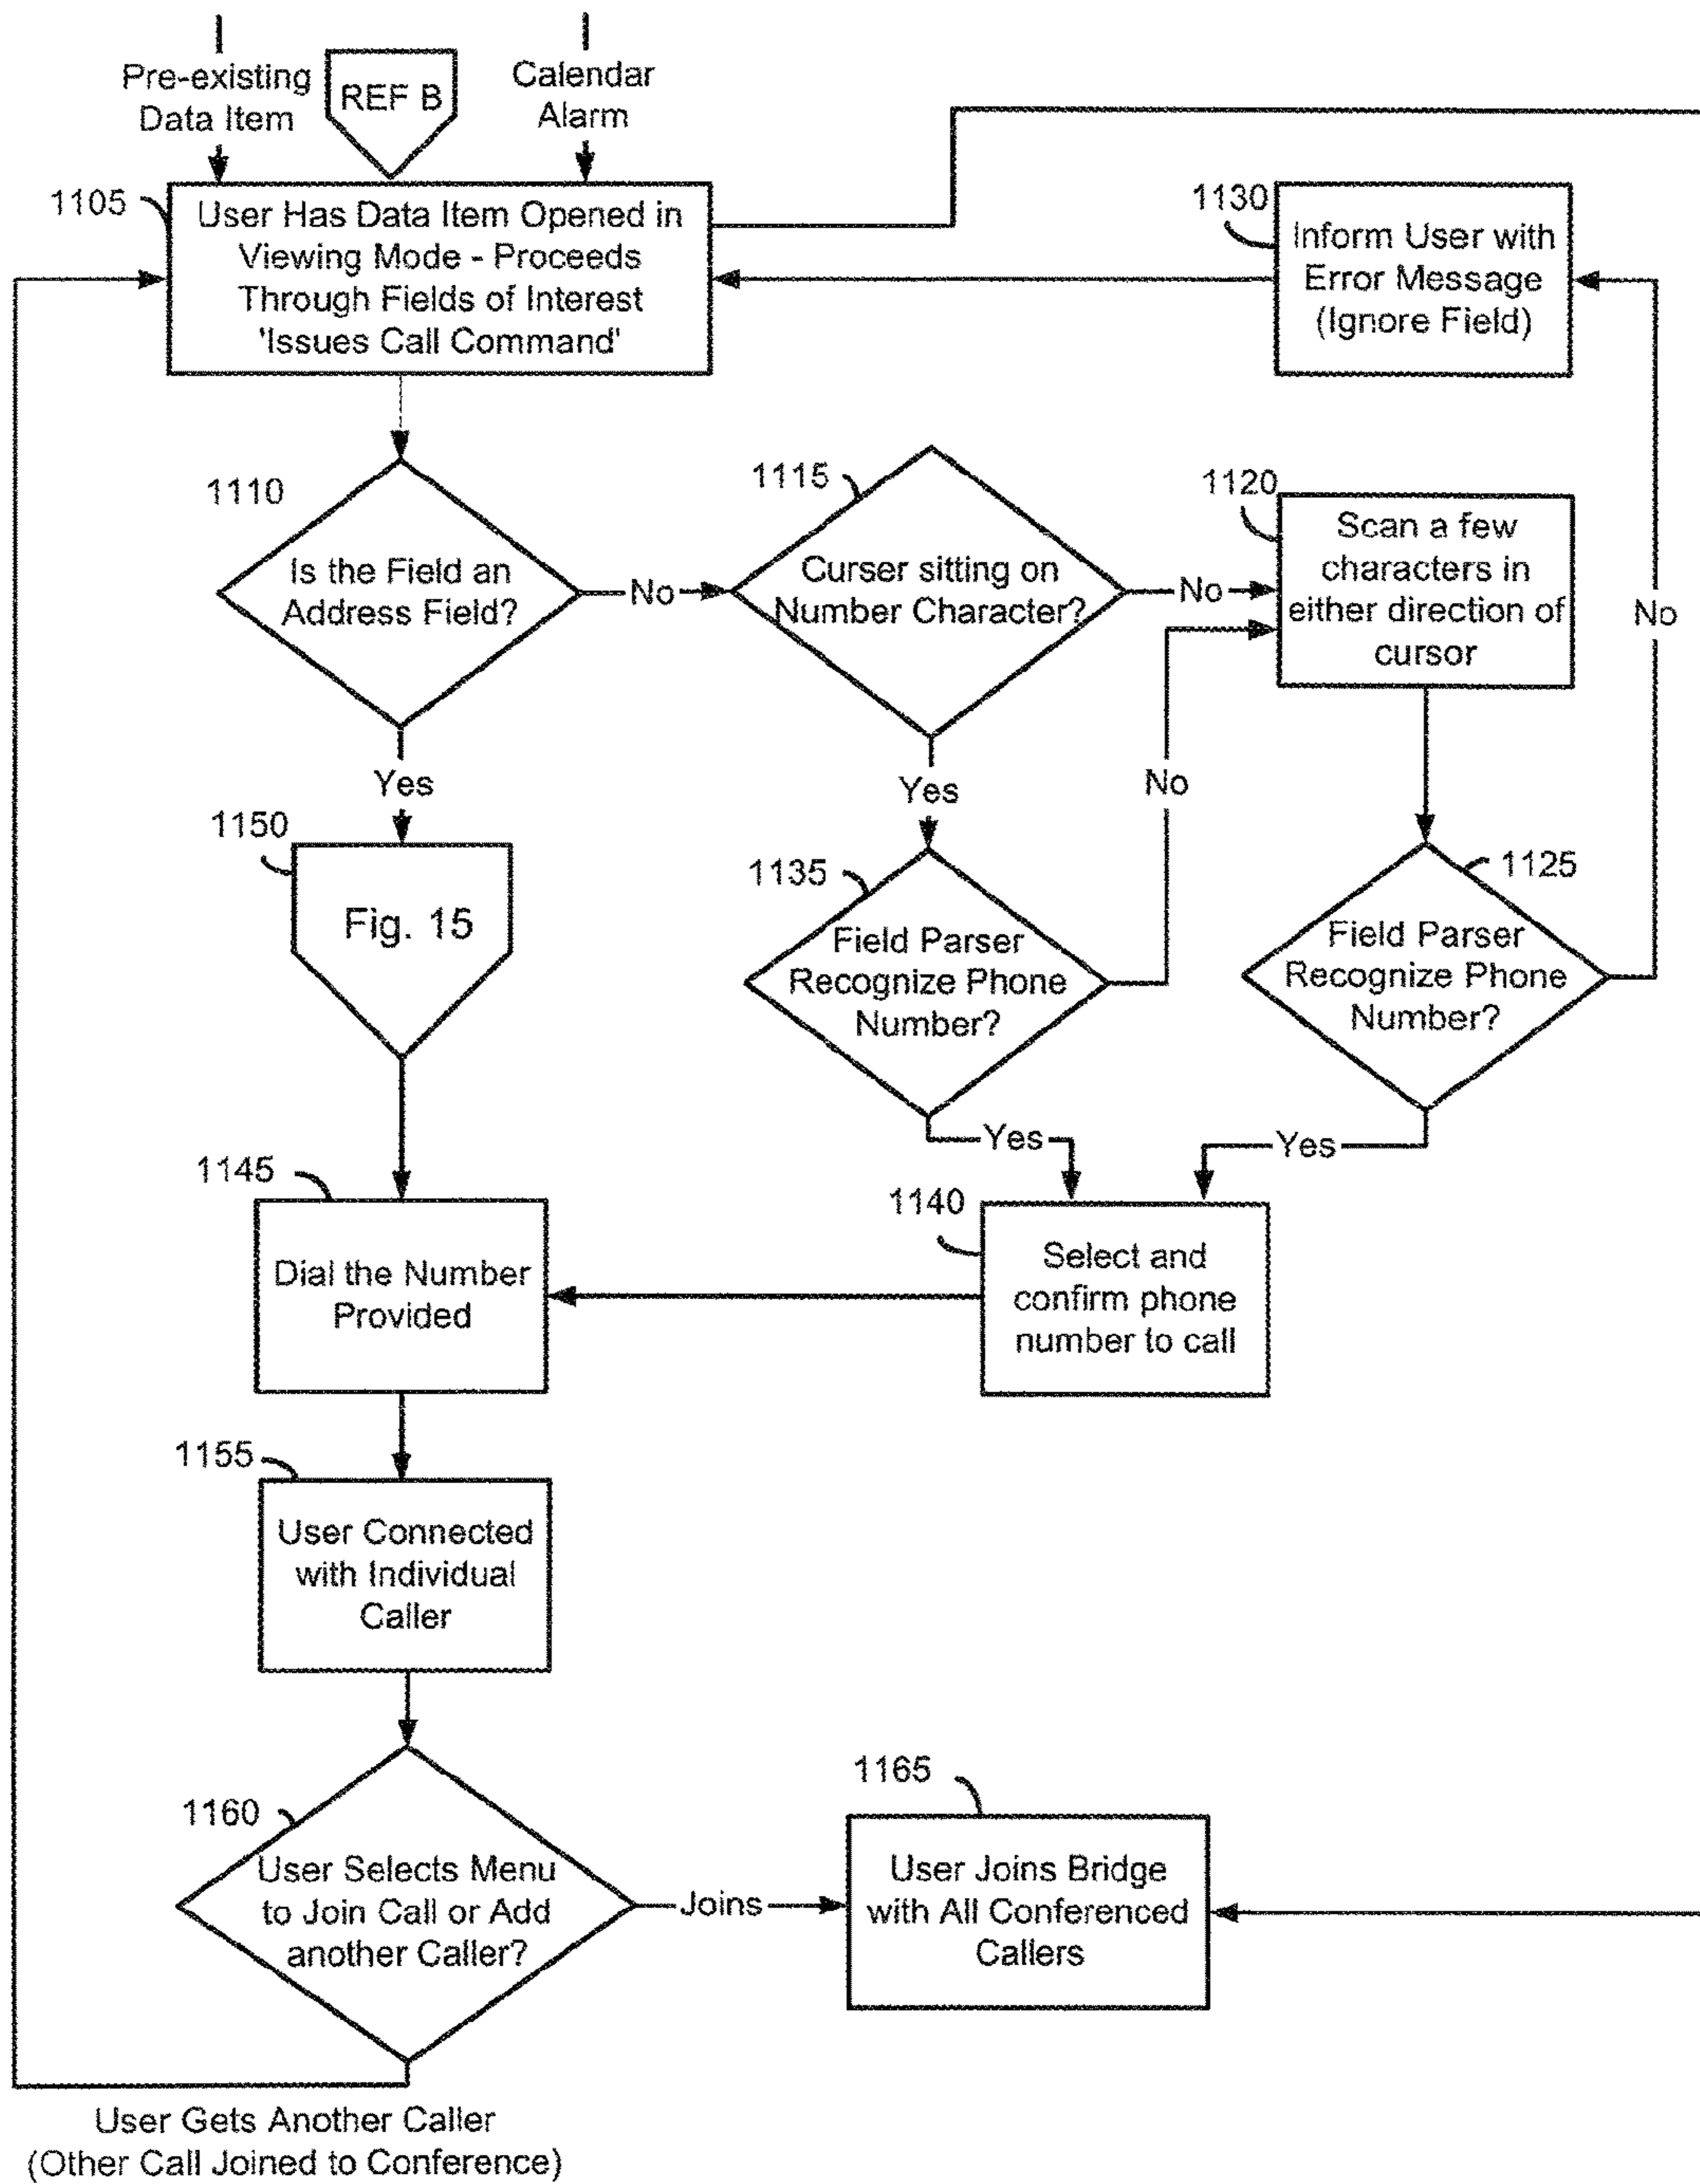 Pre-existing
Data Item
REF B
Calendar
Alarm
1105
User Has Data Item Opened in
Viewing Mode - Proceeds
Through Fields of Interest
'Issues Call Command'
1130
Inform User with
Error Message
(Ignore Field)
1110
Is the Field an
Address Field?
No
1115
Curser sitting on
Number Character?
No
1120
Scan a few
characters in
either direction of
cursor
No
Yes
Yes
No
1150
Fig. 15
1135
Field Parser
Recognize Phone
Number?
1125
Field Parser
Recognize Phone
Number?
Yes
Yes
1145
Dial the Number
Provided
1140
Select and
confirm phone
number to call
1155
User Connected
with Individual
Caller
1160
User Selects Menu
to Join Call or Add
another Caller?
Joins
1165
User Joins Bridge
with All Conferenced
Callers
User Gets Another Caller
(Other Call Joined to Conference)